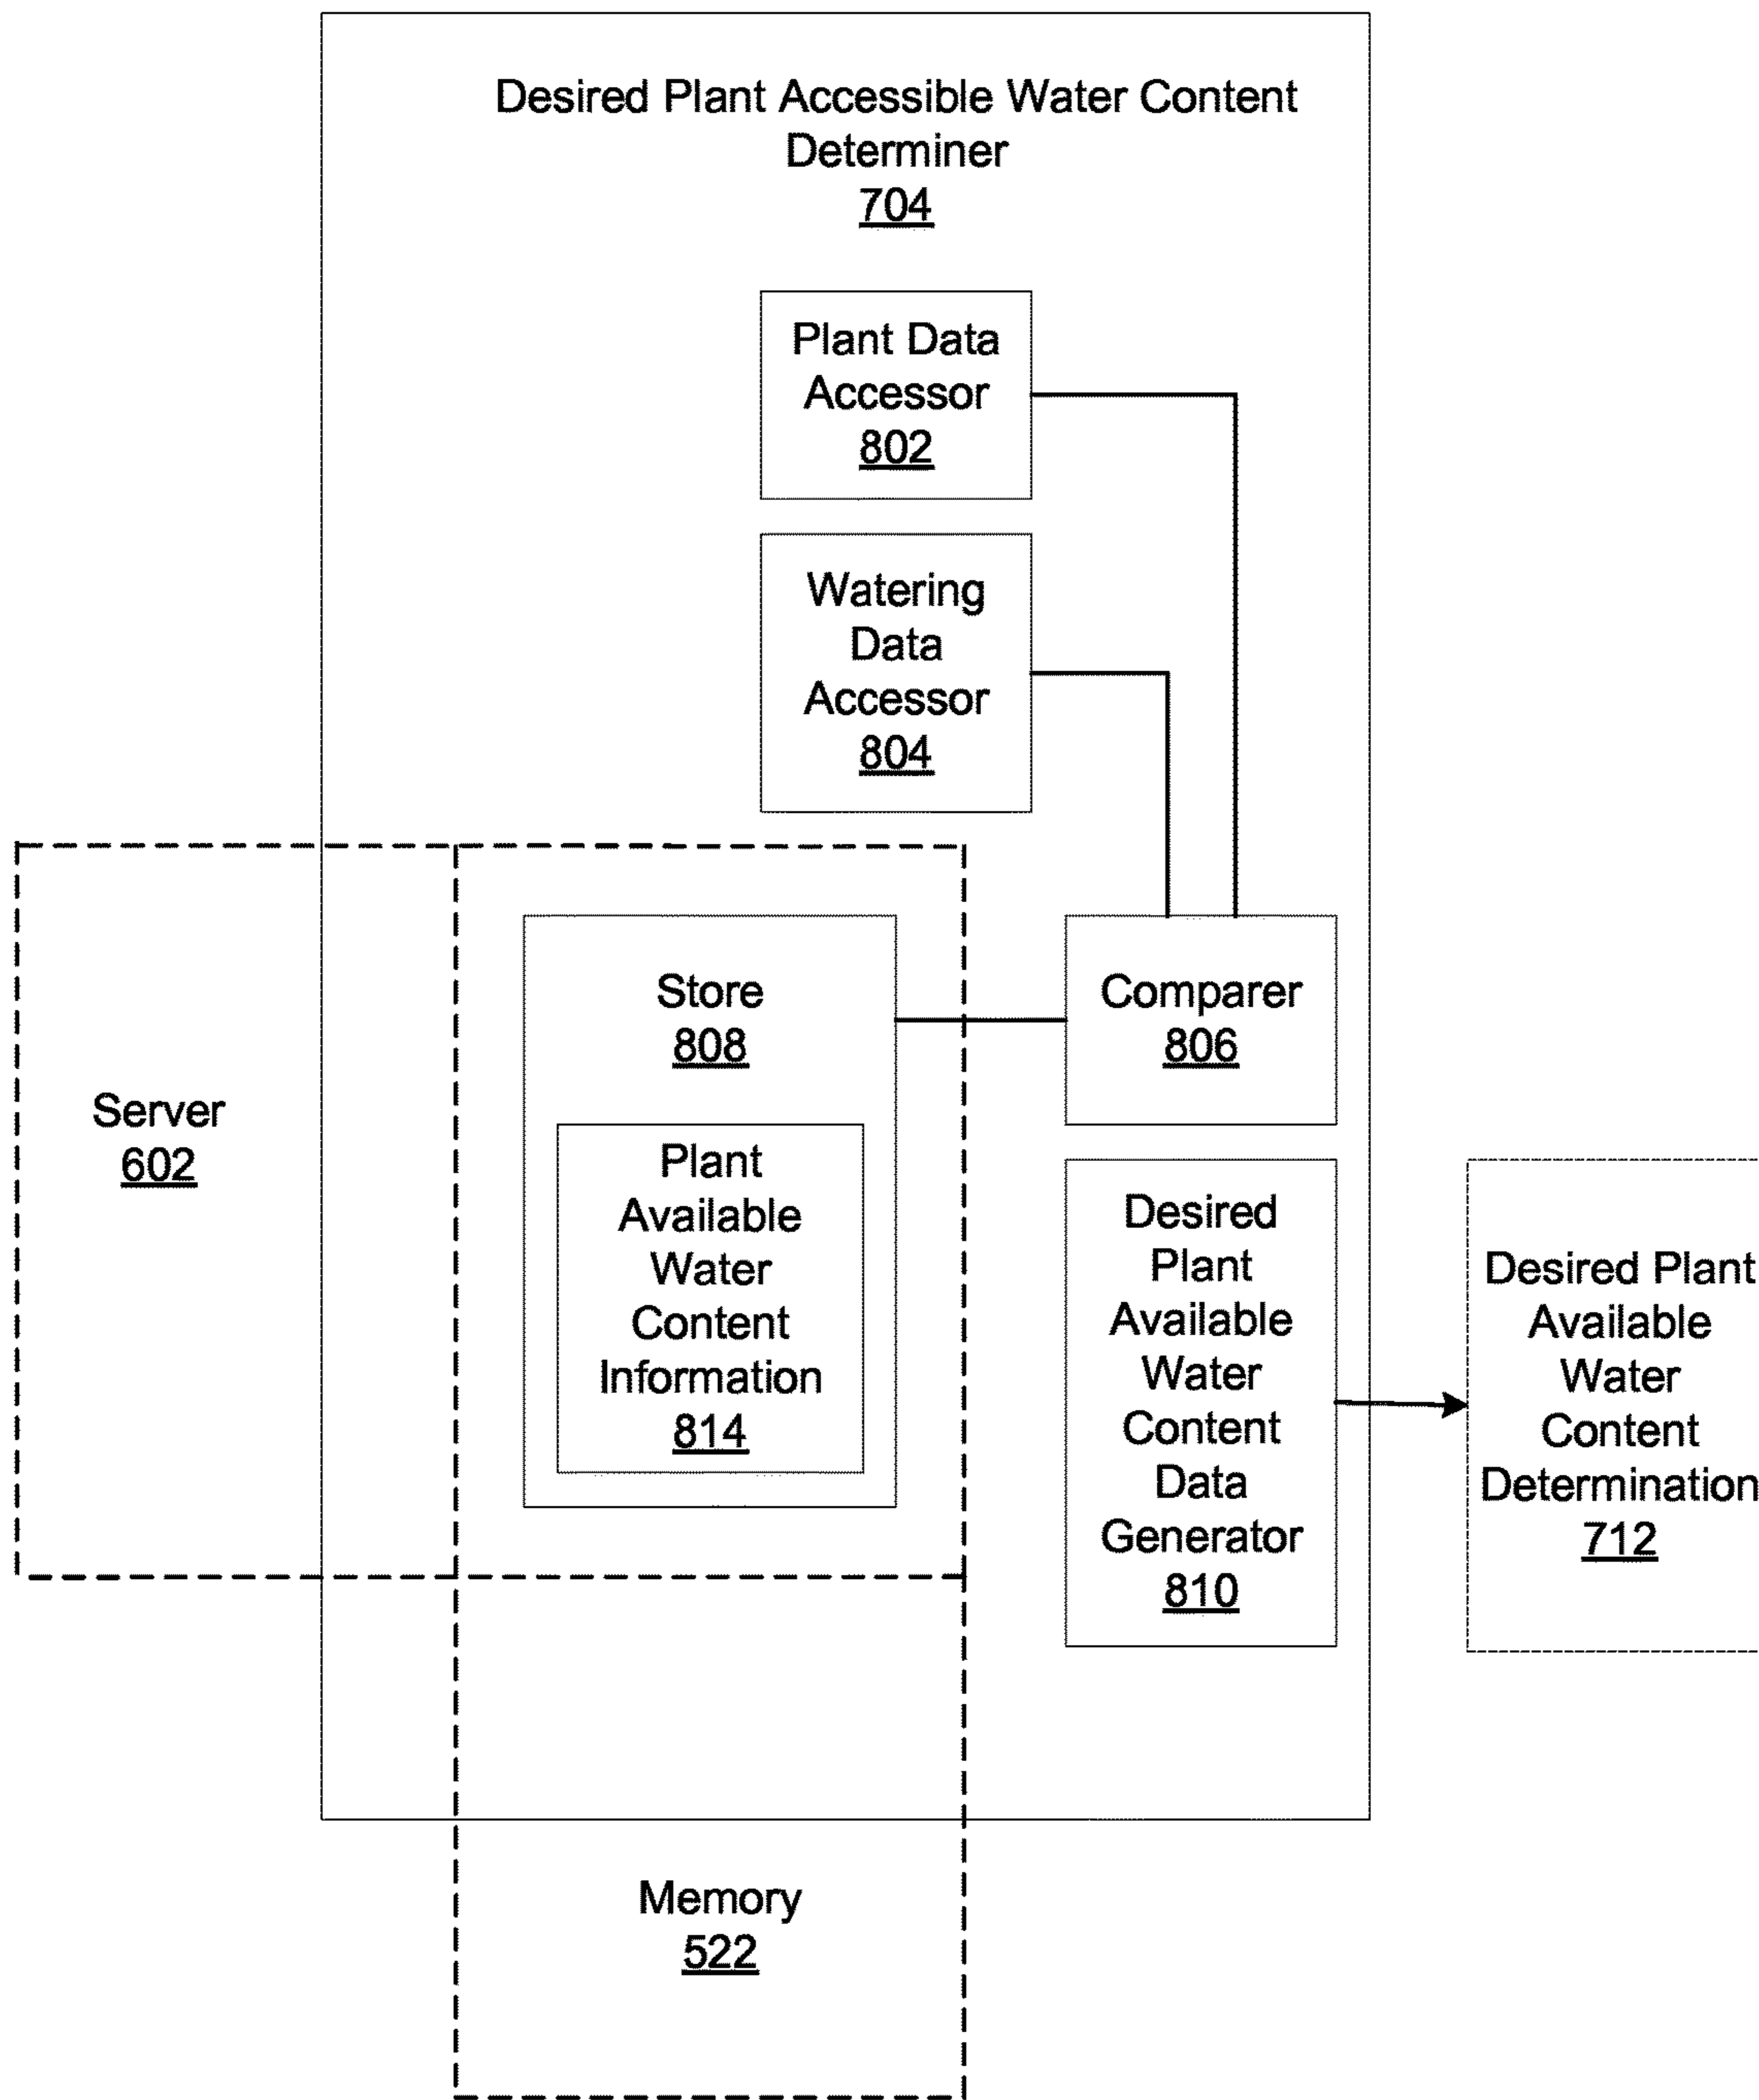 Desired Plant Accessible Water Content
Determiner
704
Plant Data
Accessor
802
Watering
Data
Accessor
804
Store
808
Comparer
806
Server
602
Plant
Available
Water
Content
Information
814
Desired
Plant
Available
Water
Content
Data
Generator
810
Desired Plant
Available
Water
Content
Determination
712
Memory
522